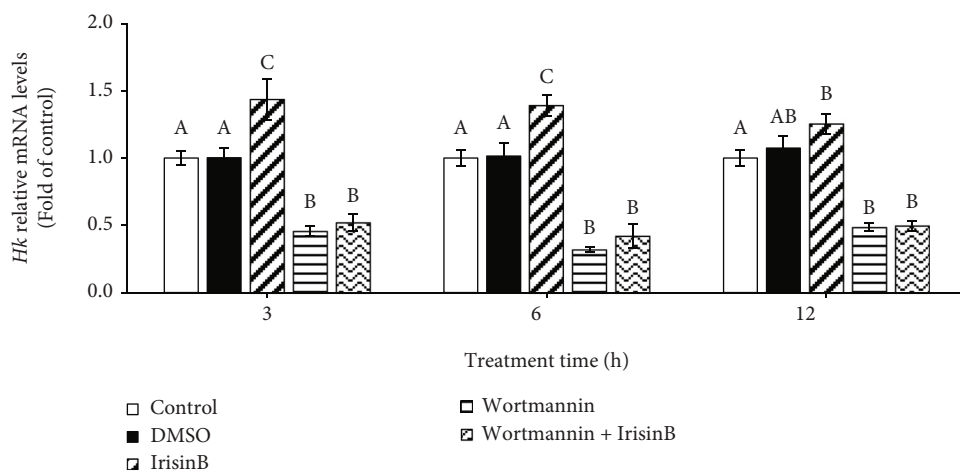 Hk relative mRNA levels
(Fold of control)
2.0
1.5
1.0
0.5
0.0
A
A
C
B
B
A
A
C
B
B
A
AB
B
B
B
3
6
12
Treatment time (h)
Control
DMSO
IrisinB
Wortmannin
Wortmannin + IrisinB